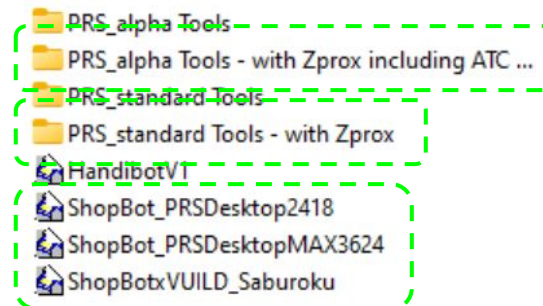 PRS_alpha Tools
PRS_alpha Tools - with Zprox including ATC ...
PRS_standard Tools
PRS_standard Tools - with Zprox
HandibotV1
ShopBot_PRSDesktop2418
ShopBot_PRSDesktopMAX3624
ShopBotxVUILD_Saburoku